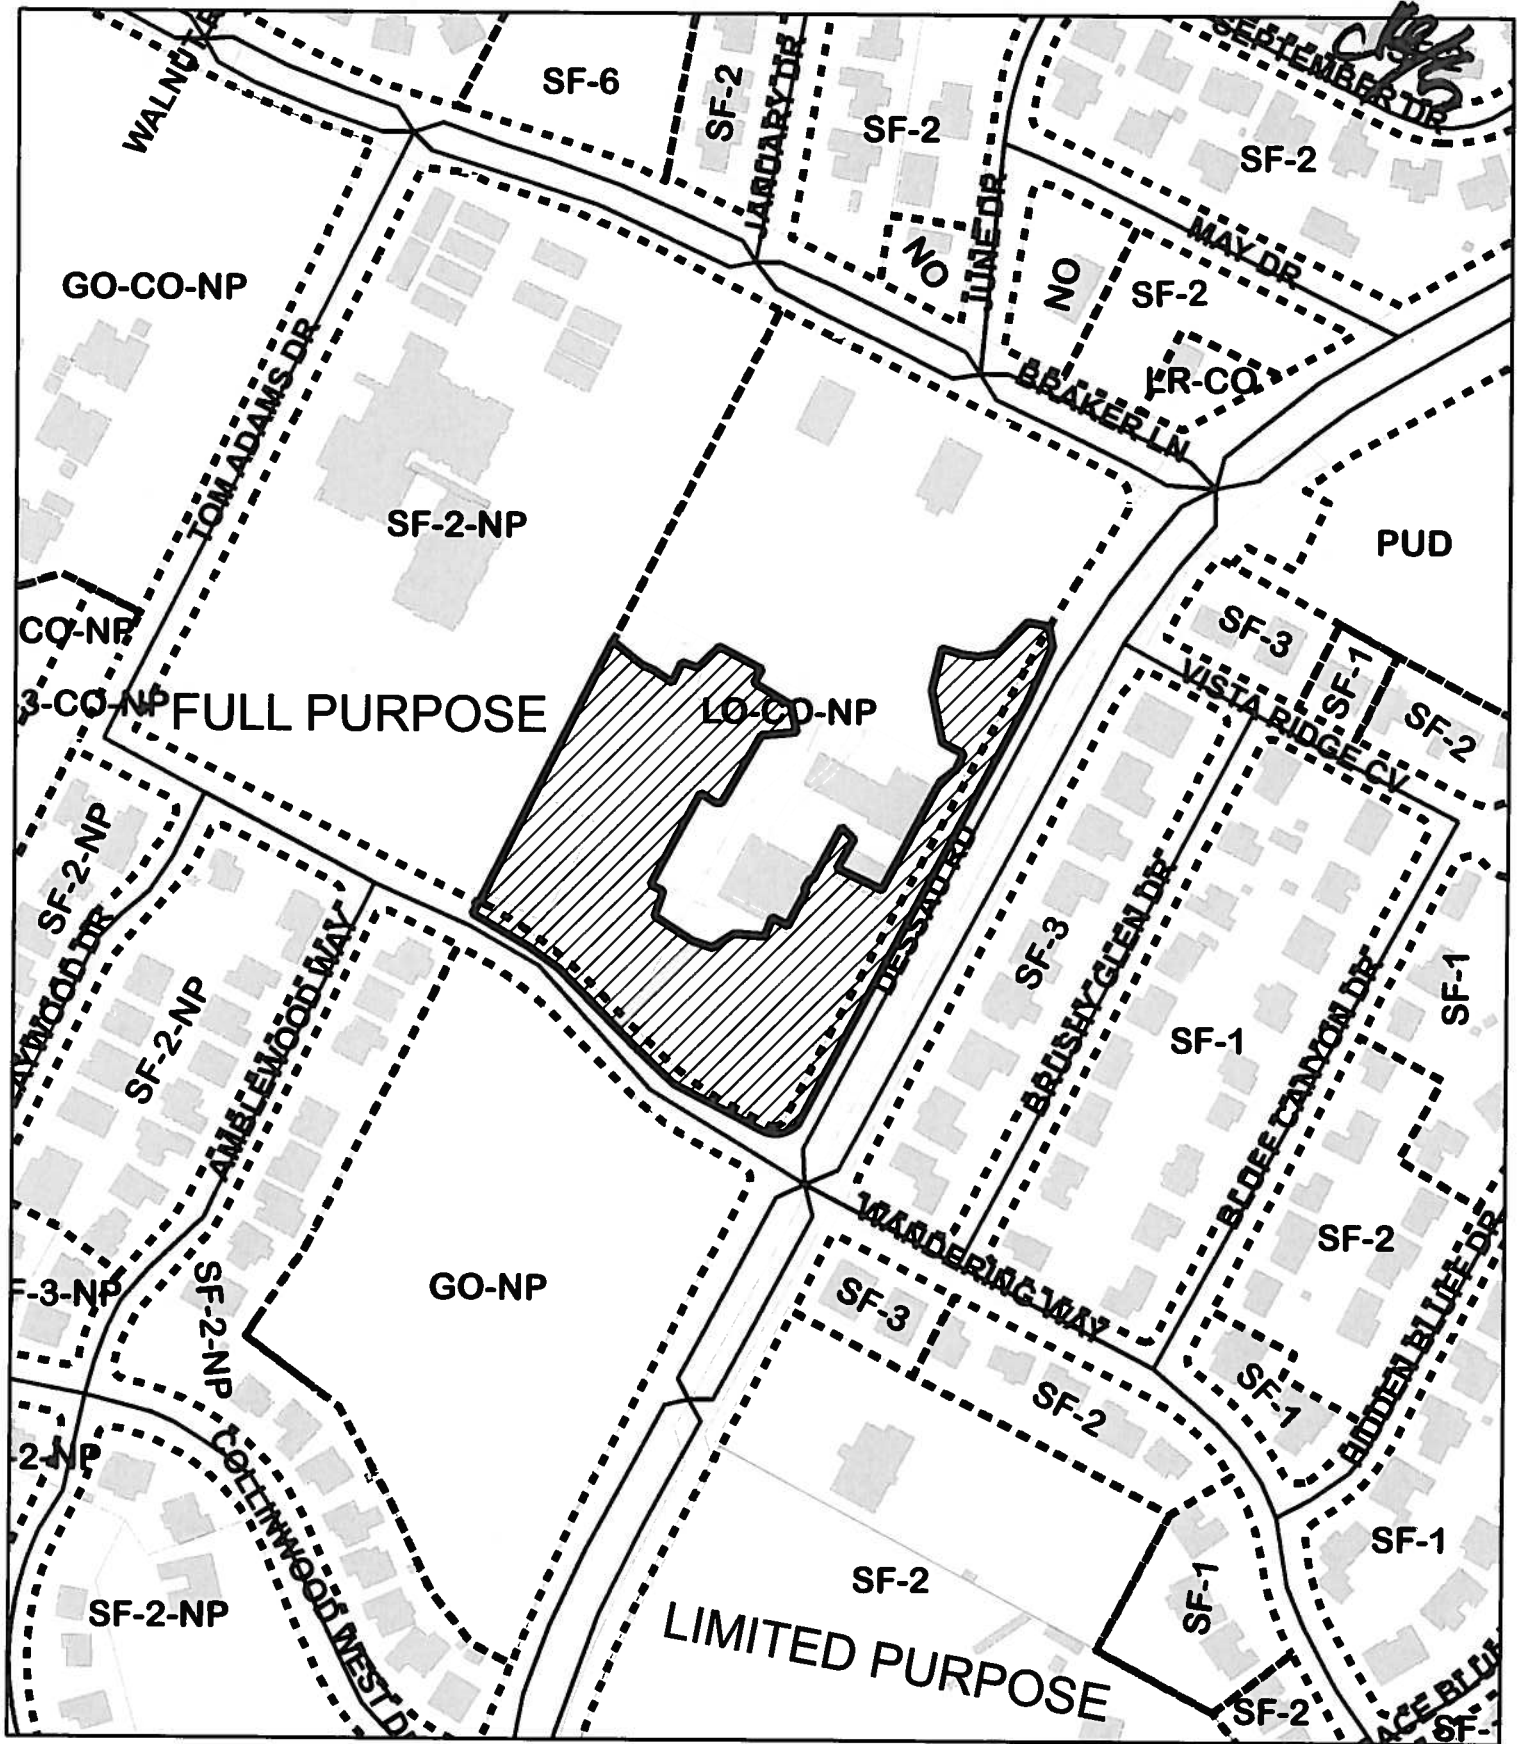 SEPTEMBER DR
WALNUT
SF-6
SF-2
JANUARY DR
SF-2
SF-2
JUNE DR
MAY DR
NO
NO
SF-2
GO-CO-NP
LR-CO
BRAKER LN
TOM ADAMS DR
SF-2-NP
PUD
CO-NP
SF-3
SF-1
3-CO-NP
FULL PURPOSE
LO-CO-NP
VISTA RIDGE CV
SF-2
SF-2-NP
DESSAU RD
SF-3
BRUSHY GLEN DR
AYWOOD DR
AMBLEWOOD WAY
SF-2-NP
SF-1
BLUFF CANYON DR
SF-1
SF-2
WANDERING WAY
HIDDEN BLUFF DR
F-3-NP
SF-2-NP
GO-NP
SF-3
SF-1
SF-2
-2-NP
COLLINWOOD WEST D
SF-1
SF-2
SF-1
SF-2-NP
LIMITED PURPOSE
SF-2
ACE BLU
SF-